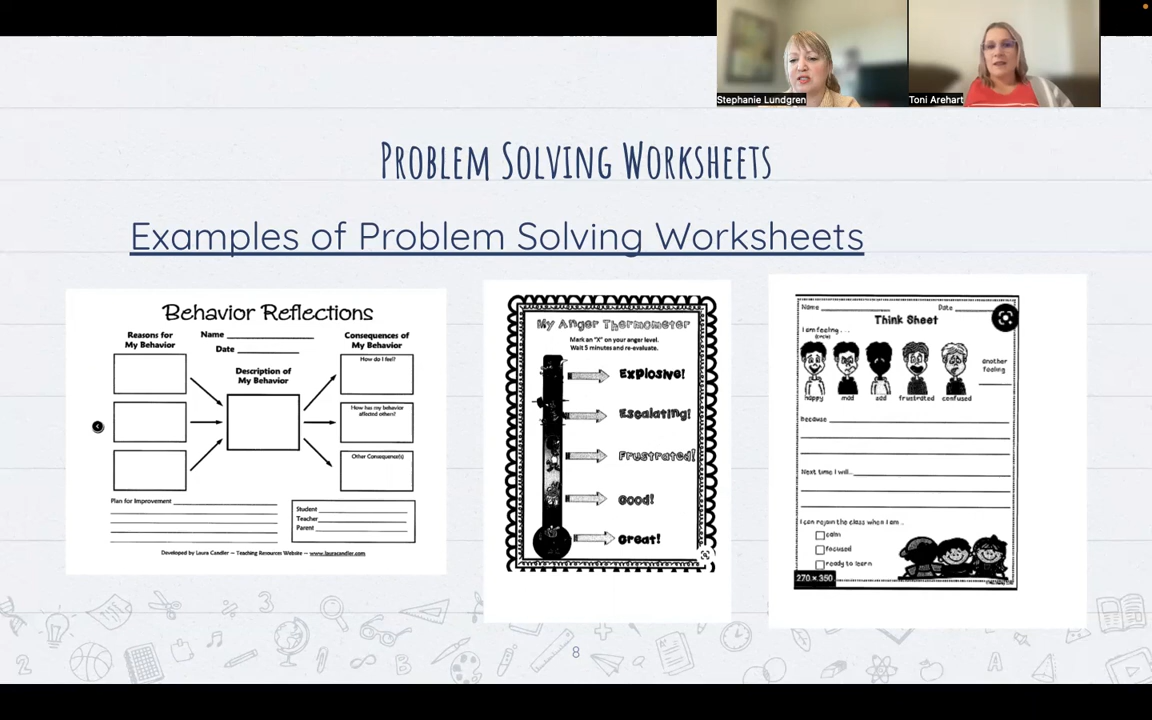 Stephanie Lundgren
Toni Arehart
Problem Solving Worksheets
Examples of Problem Solving Worksheets
Behavior Reflections
Reasons for
My Behavior
Name
Date
Description of
My Behavior
Consequences of
My Behavior
How do I feel?
How has my behavior
affected others?
Other Consequence(s)
Plan for Improvement
Student
Teacher
Parent
Developed by Laura Candler – Teaching Resources Website – www.lauracandler.com
My Anger Thermometer
Mark an "X" on your anger level.
Wait 5 minutes and re-evaluate.
Explosive!
Escalating!
Frustrated!
Good!
Great!
Name
Date
Think Sheet
I am feeling . . .
(circle)
another
feeling
happy
mad
sad
frustrated
confused
Because
Next time I will...
I can rejoin the class when I am ..
calm
focused
ready to learn
270 × 350
8